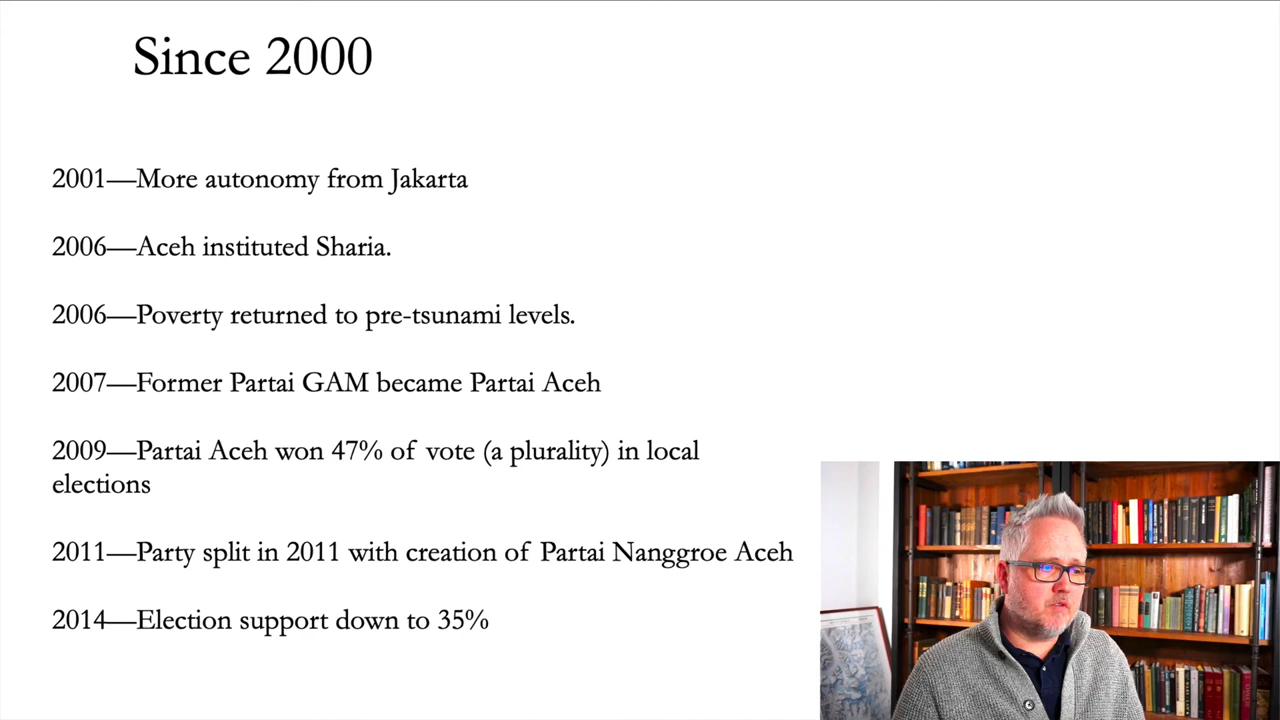 Since 2000
2001—More autonomy from Jakarta
2006—Aceh instituted Sharia.
2006—Poverty returned to pre-tsunami levels.
2007—Former Partai GAM became Partai Aceh
2009—Partai Aceh won 47% of vote (a plurality) in local
elections
2011—Party split in 2011 with creation of Partai Nanggroe Aceh
2014—Election support down to 35%